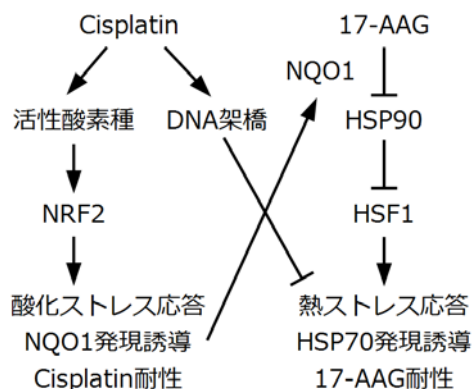 Cisplatin
17-AAG
NQO1
活性酸素種
DNA架橋
HSP90
NRF2
HSF1
酸化ストレス応答
NQO1発現誘導
Cisplatin耐性
熱ストレス応答
HSP70発現誘導
17-AAG耐性